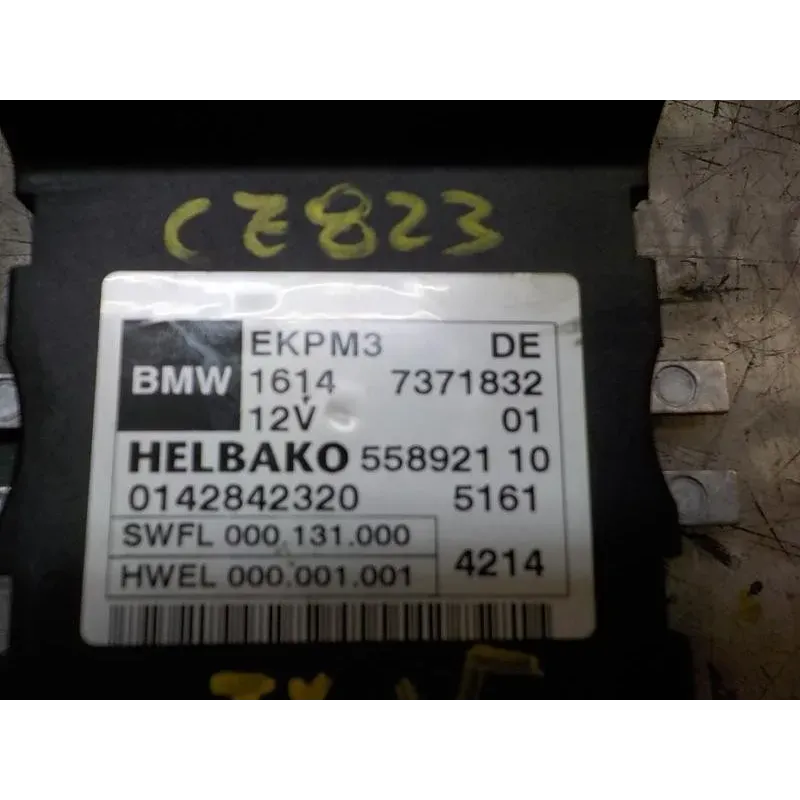 CZ823
BMW
EKPM3 DE
1614 7371832
12V 01
HELBAKO 558921 10
0142842320 5161
SWFL 000.131.000
HWEL 000.001.001
4214